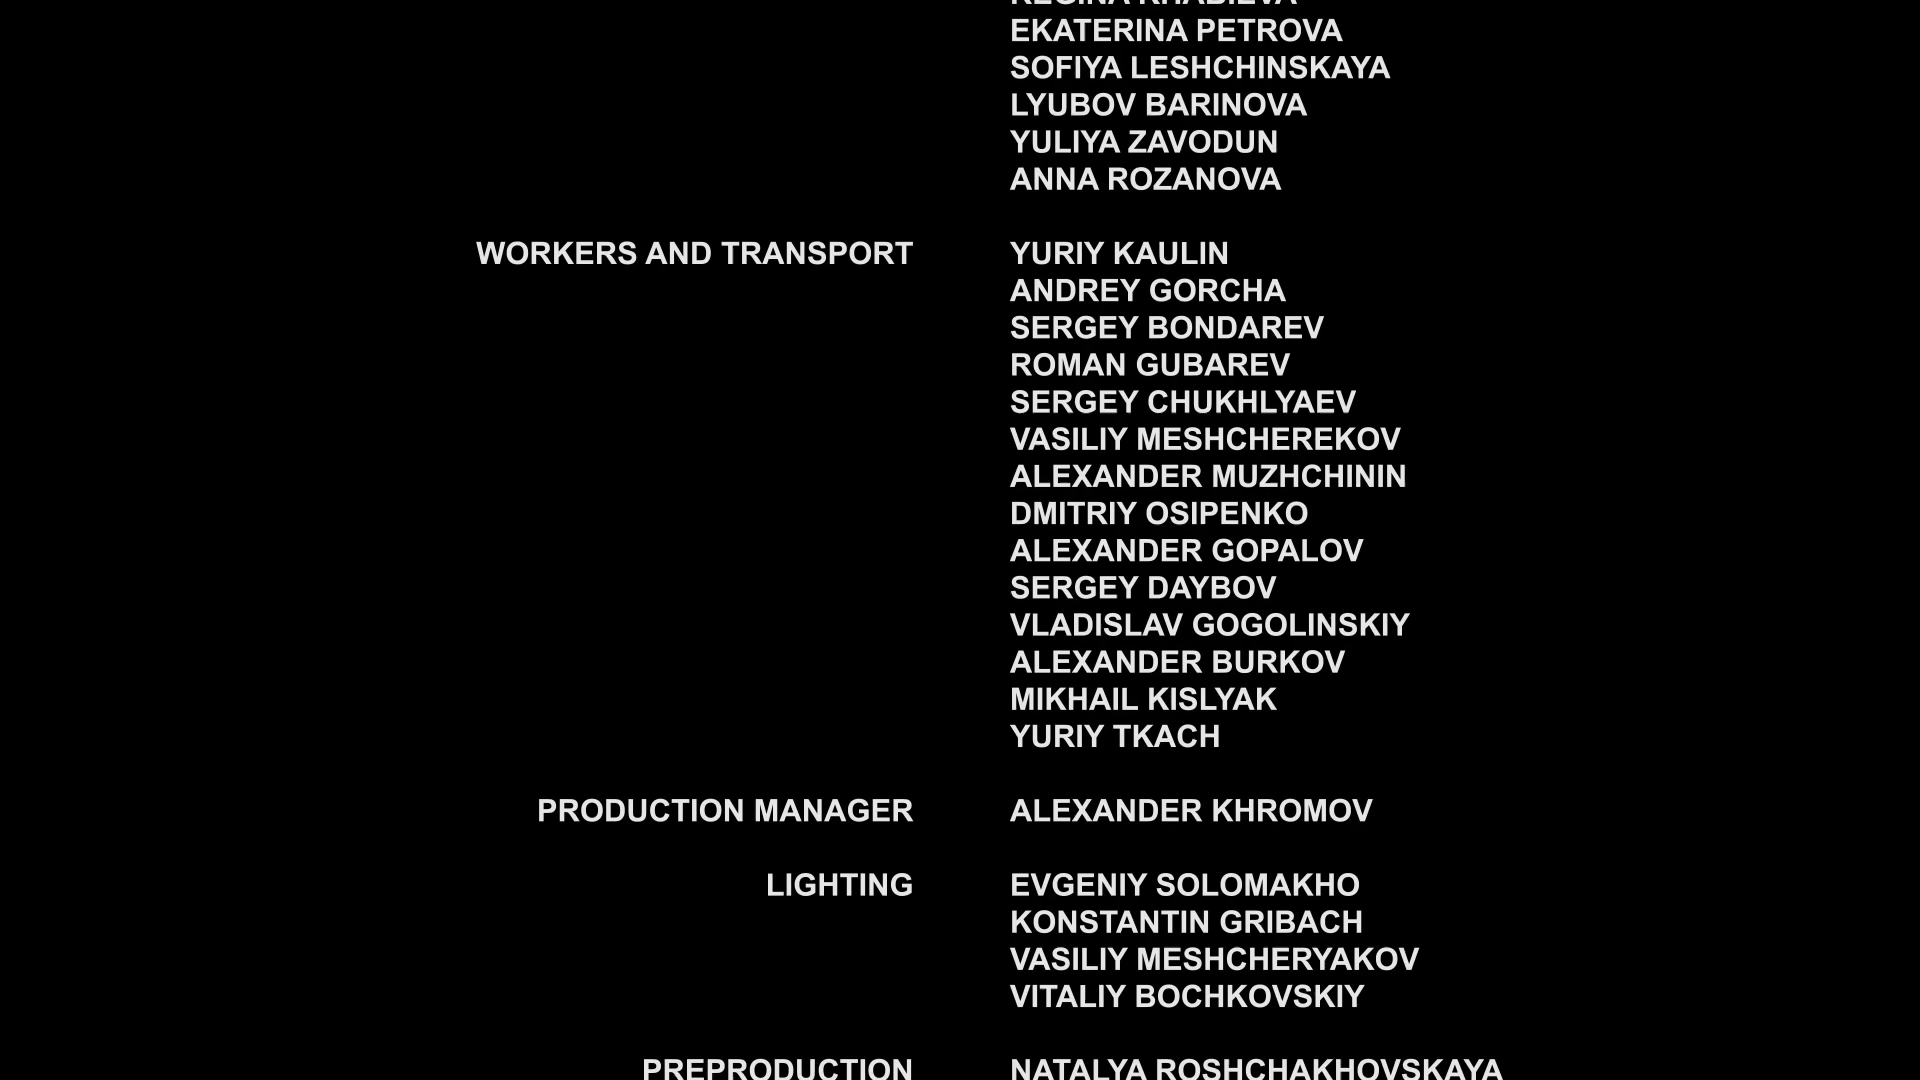 REGINA KHABIEVA
EKATERINA PETROVA
SOFIYA LESHCHINSKAYA
LYUBOV BARINOVA
YULIYA ZAVODUN
ANNA ROZANOVA
WORKERS AND TRANSPORT YURIY KAULIN
ANDREY GORCHA
SERGEY BONDAREV
ROMAN GUBAREV
SERGEY CHUKHLYAEV
VASILIY MESHCHEREKOV
ALEXANDER MUZHCHININ
DMITRIY OSIPENKO
ALEXANDER GOPALOV
SERGEY DAYBOV
VLADISLAV GOGOLINSKIY
ALEXANDER BURKOV
MIKHAIL KISLYAK
YURIY TKACH
PRODUCTION MANAGER ALEXANDER KHROMOV
LIGHTING EVGENIY SOLOMAKHO
KONSTANTIN GRIBACH
VASILIY MESHCHERYAKOV
VITALIY BOCHKOVSKIY
PREPRODUCTION NATALYA ROSHCHAKHOVSKAYA